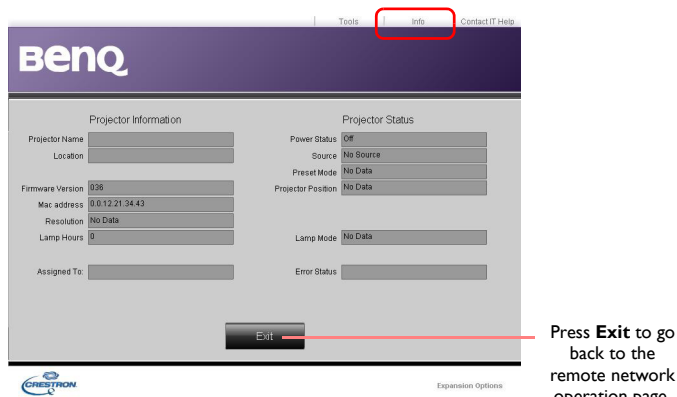 Tools | Info | Contact IT Help
BenQ
Projector Information
Projector Name
Location
Firmware Version 036
Mac address 0.0.12.21.34.43
Resolution No Data
Lamp Hours 0
Assigned To:
Projector Status
Power Status Off
Source No Source
Preset Mode No Data
Projector Position No Data
Lamp Mode No Data
Error Status
Exit
Press Exit to go
back to the
remote network
operation page.
CRESTRON
Expansion Options